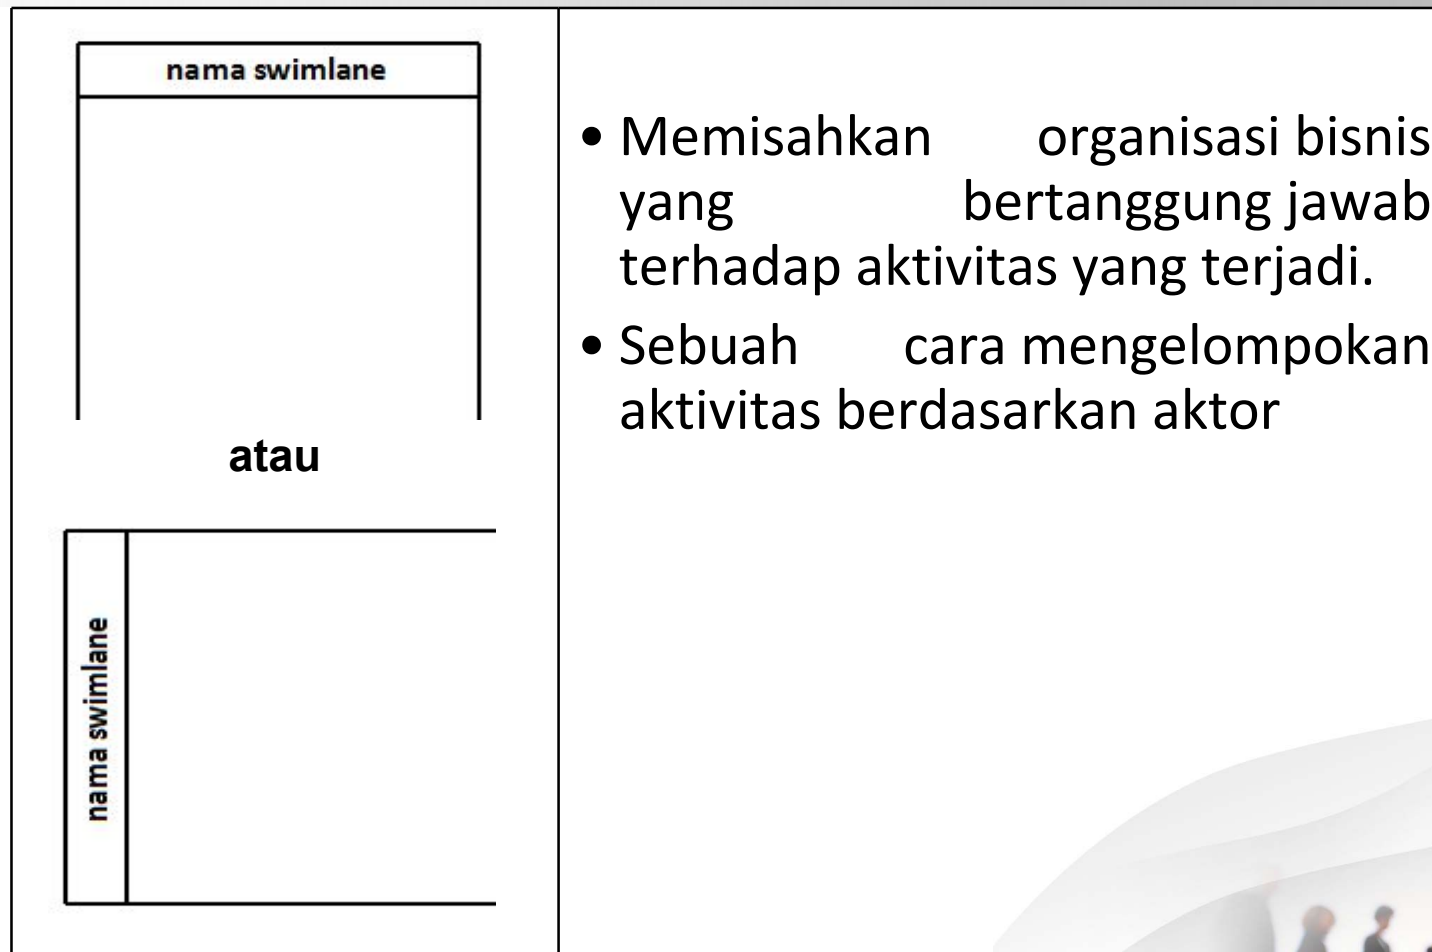 nama swimlane
atau
nama swimlane
• Memisahkan organisasi bisnis
yang bertanggung jawab
terhadap aktivitas yang terjadi.
• Sebuah cara mengelompokan
aktivitas berdasarkan aktor